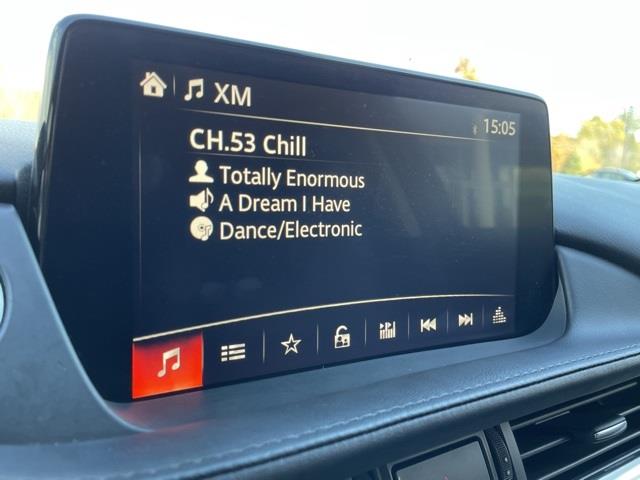 XM
15:05
CH.53 Chill
Totally Enormous
A Dream I Have
Dance/Electronic